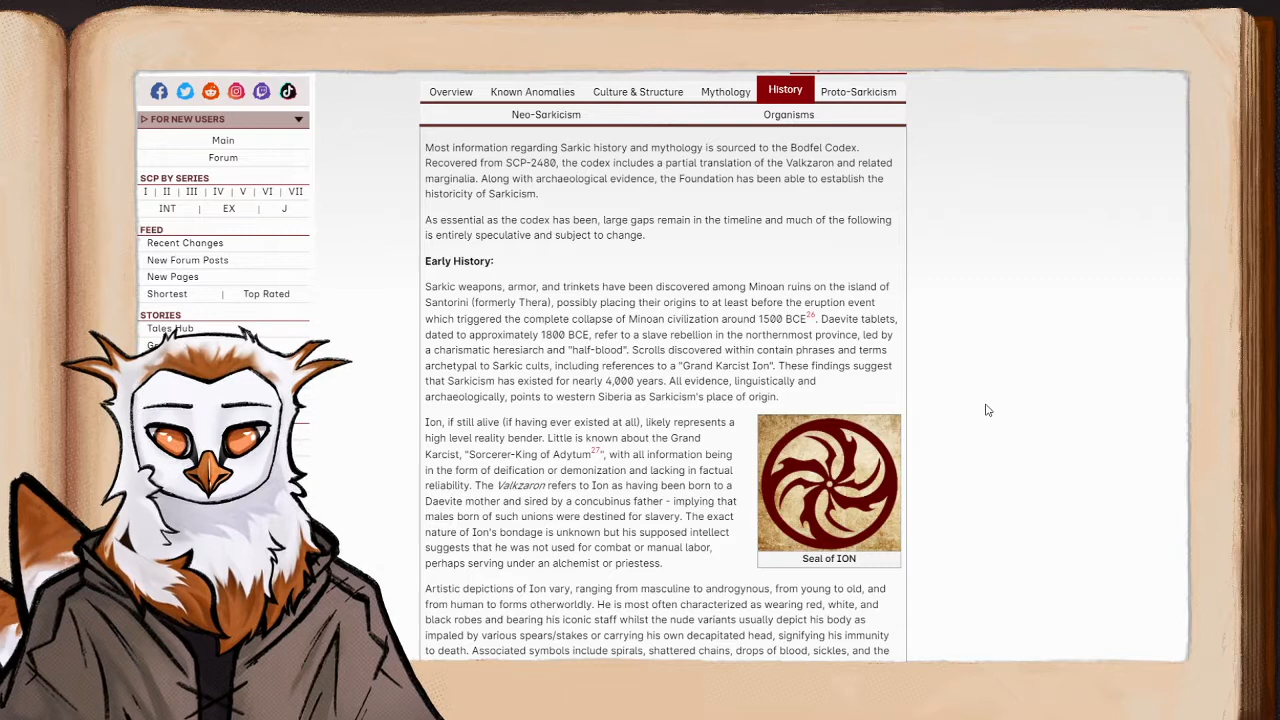 Overview Known Anomalies Culture & Structure Mythology History Proto-Sarkicism
Neo-Sarkicism Organisms
▷ FOR NEW USERS
Main
Forum
SCP BY SERIES
I | II | III | IV | V | VI | VII
INT | EX | J
FEED
Recent Changes
New Forum Posts
New Pages
Shortest | Top Rated
STORIES
Tales Hub
Most information regarding Sarkic history and mythology is sourced to the Bodfel Codex.
Recovered from SCP-2480, the codex includes a partial translation of the Valkzaron and related
marginalia. Along with archaeological evidence, the Foundation has been able to establish the
historicity of Sarkicism.
As essential as the codex has been, large gaps remain in the timeline and much of the following
is entirely speculative and subject to change.
Early History:
Sarkic weapons, armor, and trinkets have been discovered among Minoan ruins on the island of
Santorini (formerly Thera), possibly placing their origins to at least before the eruption event
which triggered the complete collapse of Minoan civilization around 1500 BCE26. Daevite tablets,
dated to approximately 1800 BCE, refer to a slave rebellion in the northernmost province, led by
a charismatic heresiarch and "half-blood". Scrolls discovered within contain phrases and terms
archetypal to Sarkic cults, including references to a "Grand Karcist Ion". These findings suggest
that Sarkicism has existed for nearly 4,000 years. All evidence, linguistically and
archaeologically, points to western Siberia as Sarkicism's place of origin.
Ion, if still alive (if having ever existed at all), likely represents a
high level reality bender. Little is known about the Grand
Karcist, "Sorcerer-King of Adytum27", with all information being
in the form of deification or demonization and lacking in factual
reliability. The Valkzaron refers to Ion as having been born to a
Daevite mother and sired by a concubinus father - implying that
males born of such unions were destined for slavery. The exact
nature of Ion's bondage is unknown but his supposed intellect
suggests that he was not used for combat or manual labor,
perhaps serving under an alchemist or priestess.
Seal of ION
Artistic depictions of Ion vary, ranging from masculine to androgynous, from young to old, and
from human to forms otherworldly. He is most often characterized as wearing red, white, and
black robes and bearing his iconic staff whilst the nude variants usually depict his body as
impaled by various spears/stakes or carrying his own decapitated head, signifying his immunity
to death. Associated symbols include spirals, shattered chains, drops of blood, sickles, and the